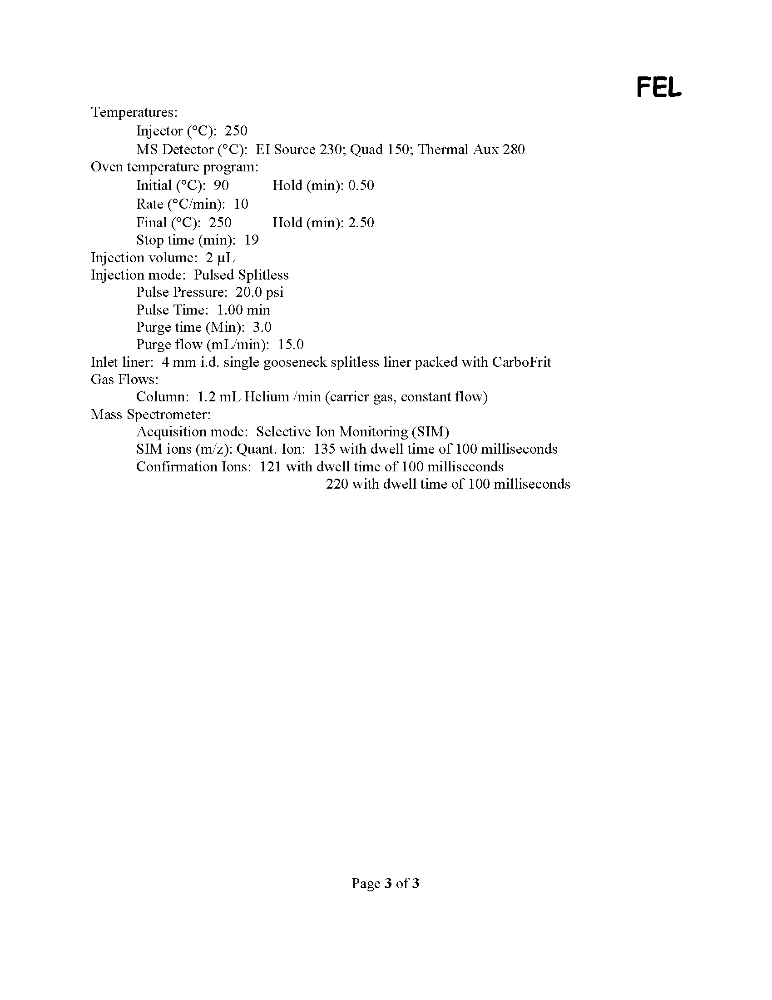 FEL
Temperatures:
Injector (°C): 250
MS Detector (°C): EI Source 230; Quad 150; Thermal Aux 280
Oven temperature program:
Initial (°C): 90 Hold (min): 0.50
Rate (°C/min): 10
Final (°C): 250 Hold (min): 2.50
Stop time (min): 19
Injection volume: 2 µL
Injection mode: Pulsed Splitless
Pulse Pressure: 20.0 psi
Pulse Time: 1.00 min
Purge time (Min): 3.0
Purge flow (mL/min): 15.0
Inlet liner: 4 mm i.d. single gooseneck splitless liner packed with CarboFrit
Gas Flows:
Column: 1.2 mL Helium /min (carrier gas, constant flow)
Mass Spectrometer:
Acquisition mode: Selective Ion Monitoring (SIM)
SIM ions (m/z): Quant. Ion: 135 with dwell time of 100 milliseconds
Confirmation Ions: 121 with dwell time of 100 milliseconds
220 with dwell time of 100 milliseconds
Page 3 of 3